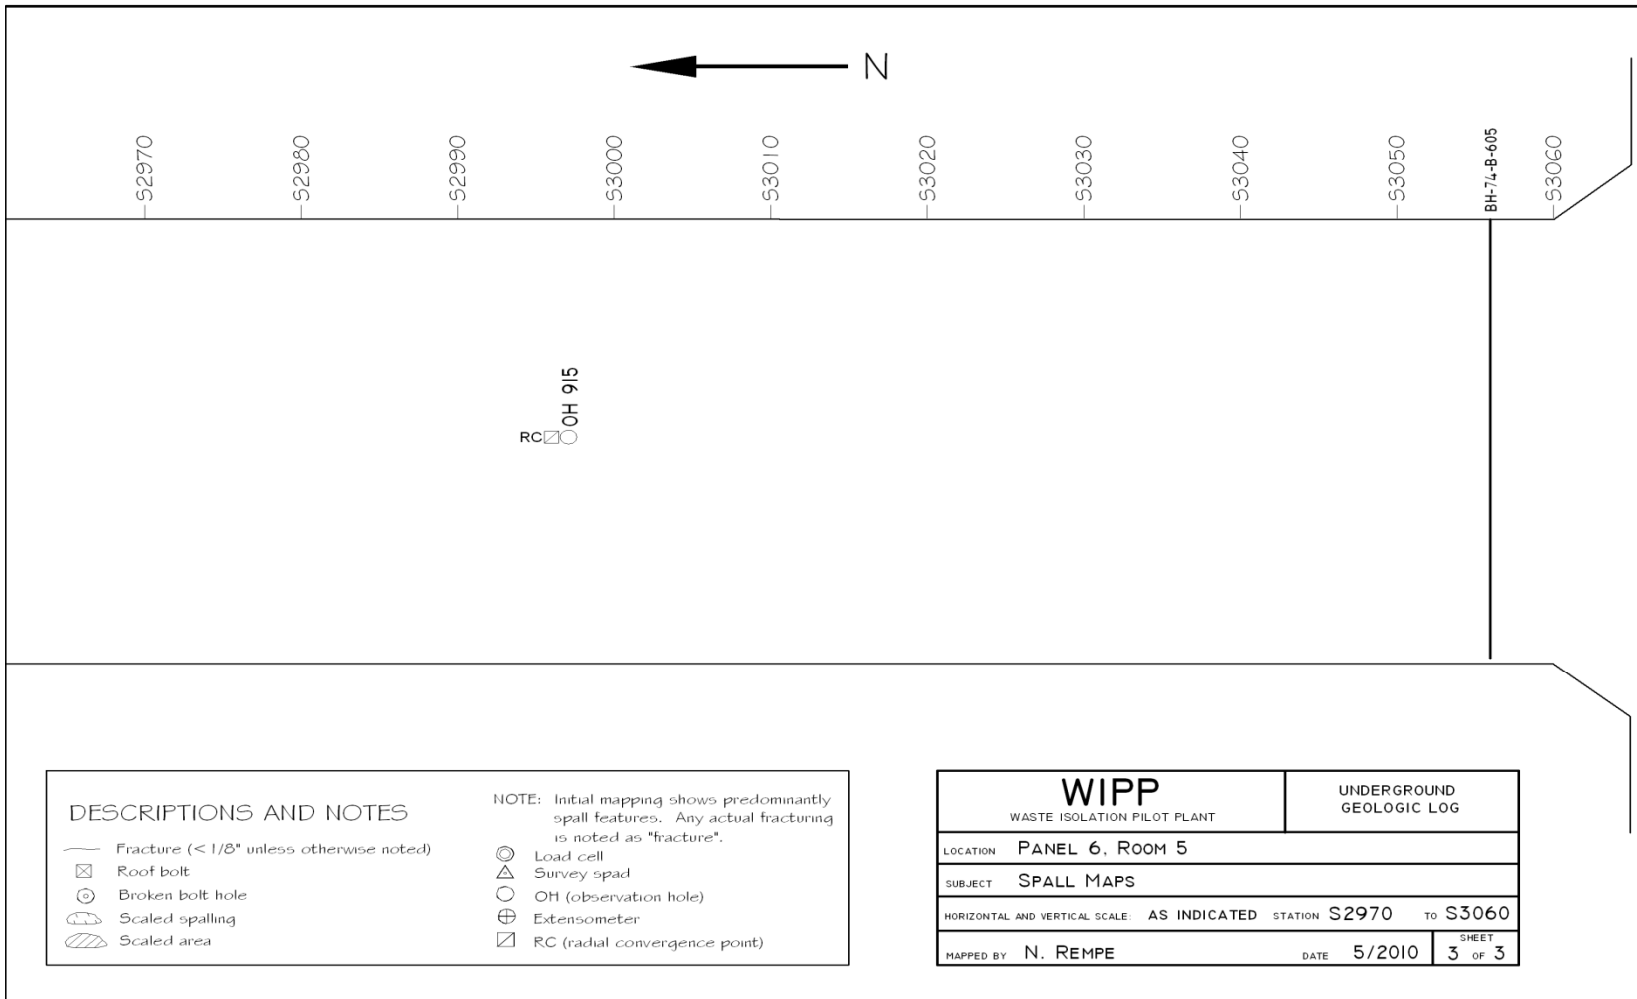 N
S2970
S2980
S2990
S3000
S3010
S3020
S3030
S3040
S3050
BH-74-B-605
S3060
OH 915
RC
DESCRIPTIONS AND NOTES
Fracture (< 1/8" unless otherwise noted)
Roof bolt
Broken bolt hole
Scaled spalling
Scaled area
NOTE: Initial mapping shows predominantly
spall features. Any actual fracturing
is noted as "fracture".
Load cell
Survey spad
OH (observation hole)
Extensometer
RC (radial convergence point)
WIPP
WASTE ISOLATION PILOT PLANT
UNDERGROUND
GEOLOGIC LOG
LOCATION PANEL 6, ROOM 5
SUBJECT SPALL MAPS
HORIZONTAL AND VERTICAL SCALE: AS INDICATED STATION S2970 TO S3060
MAPPED BY N. REMPE DATE 5/2010
SHEET
3 OF 3